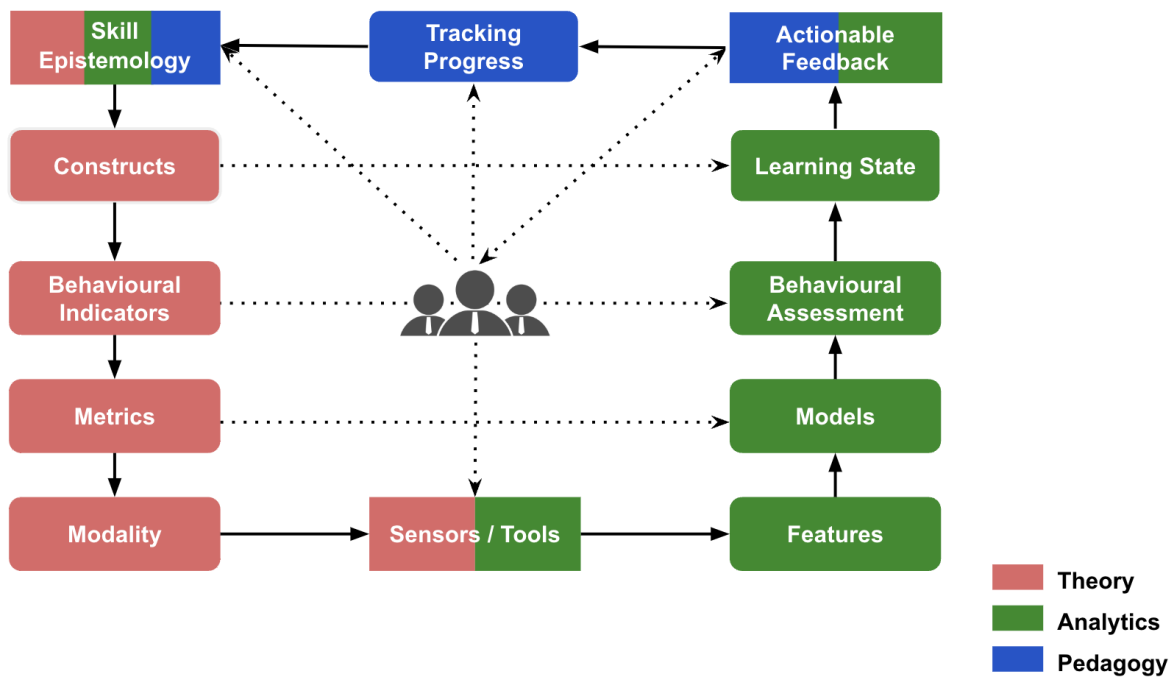 Skill
Epistemology
Tracking
Progress
Actionable
Feedback
Constructs
Learning State
Behavioural
Indicators
Behavioural
Assessment
Metrics
Models
Modality
Sensors / Tools
Features
Theory
Analytics
Pedagogy